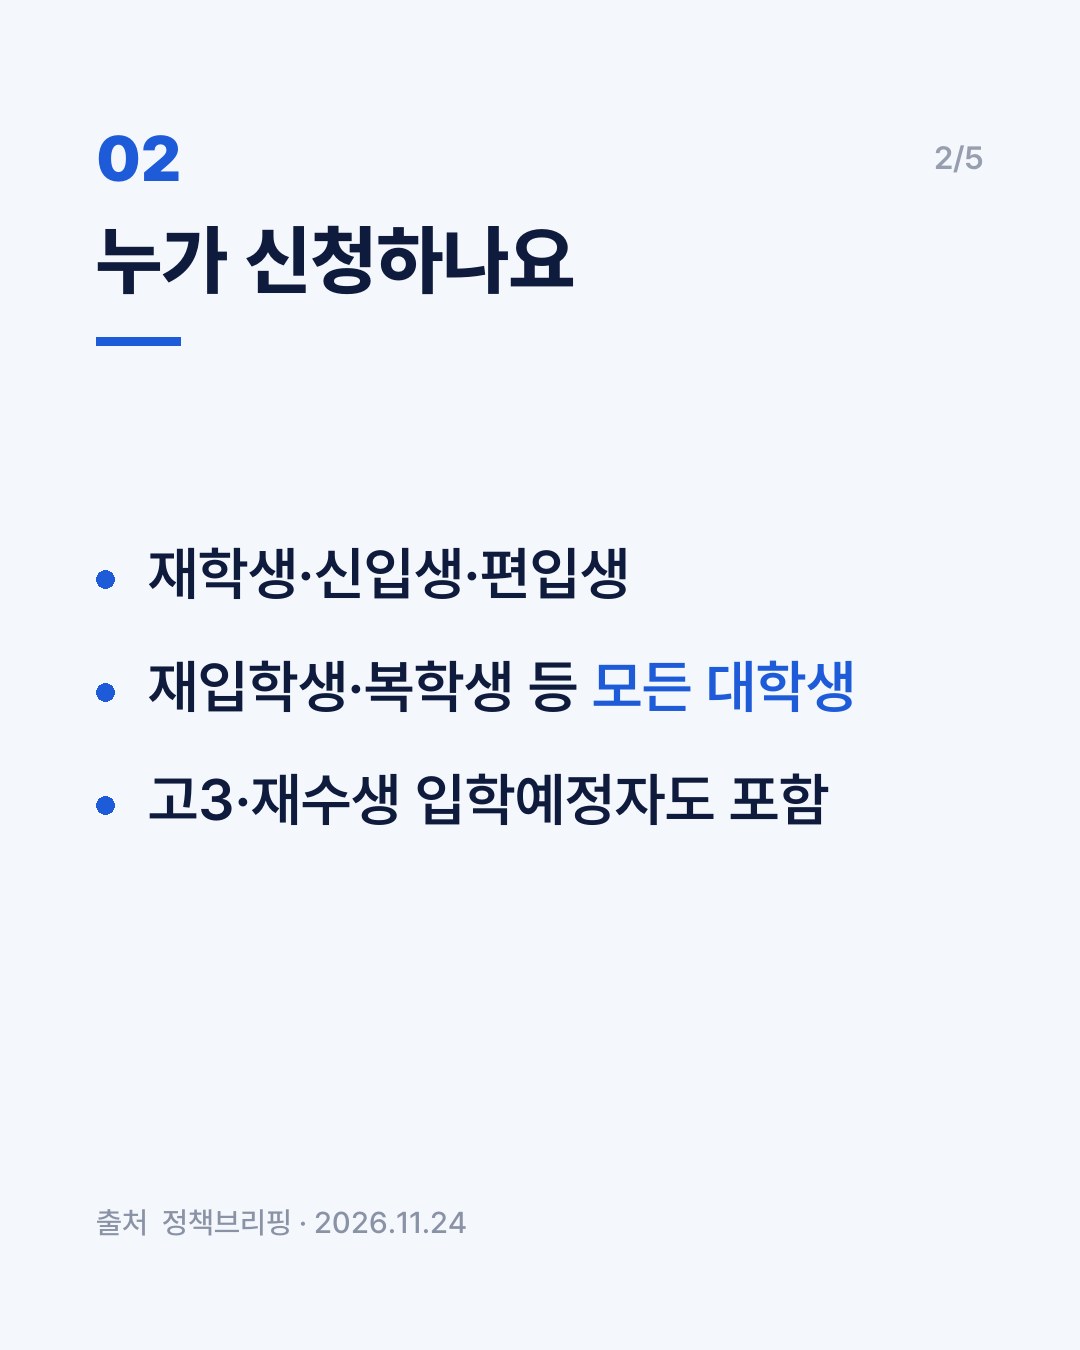 02
2/5
누가 신청하나요
재학생·신입생·편입생
재입학생·복학생 등 모든 대학생
고3·재수생 입학예정자도 포함
출처 정책브리핑 · 2026.11.24